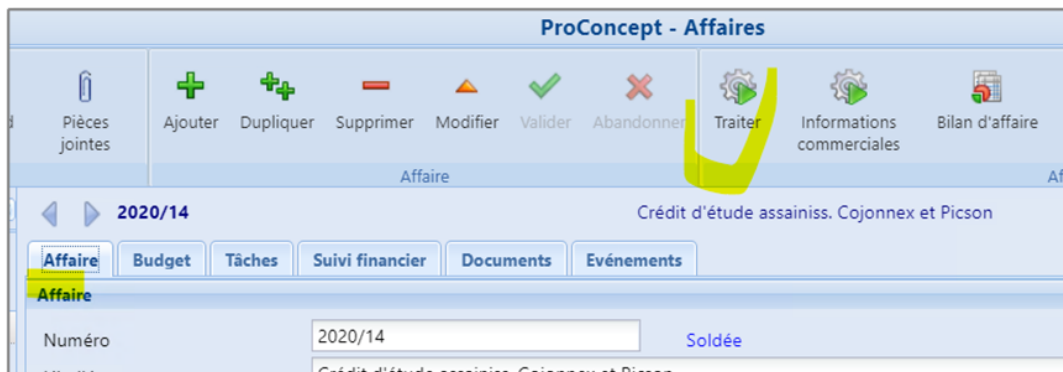 ProConcept - Affaires
Pièces jointes
Ajouter
Dupliquer
Supprimer
Modifier
Valider
Abandonner
Traiter
Informations commerciales
Bilan d'affaire
Affaire
2020/14
Crédit d'étude assainiss. Cojonnex et Picson
Affaire
Budget
Tâches
Suivi financier
Documents
Evénements
Affaire
Numéro
2020/14
Soldée